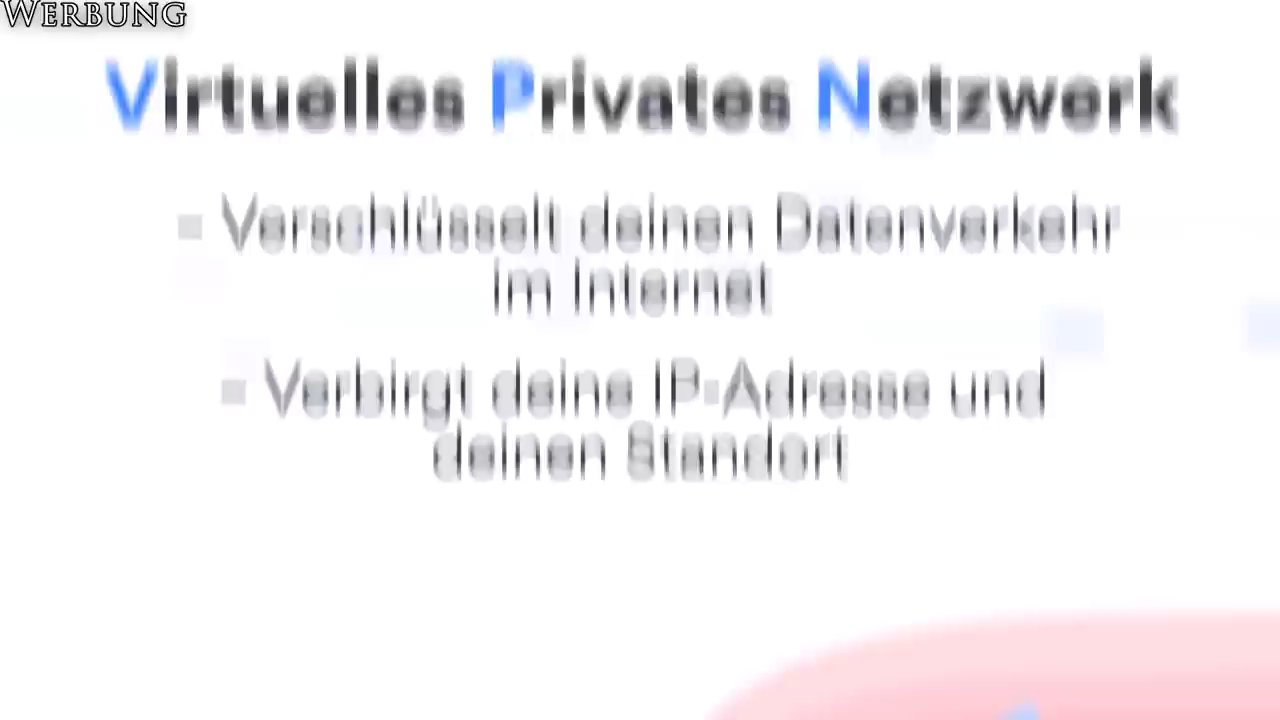 WERBUNG
Virtuelles Privates Netzwerk
▪ Verschlüsselt deinen Datenverkehr
im Internet
▪ Verbirgt deine IP-Adresse und
deinen Standort